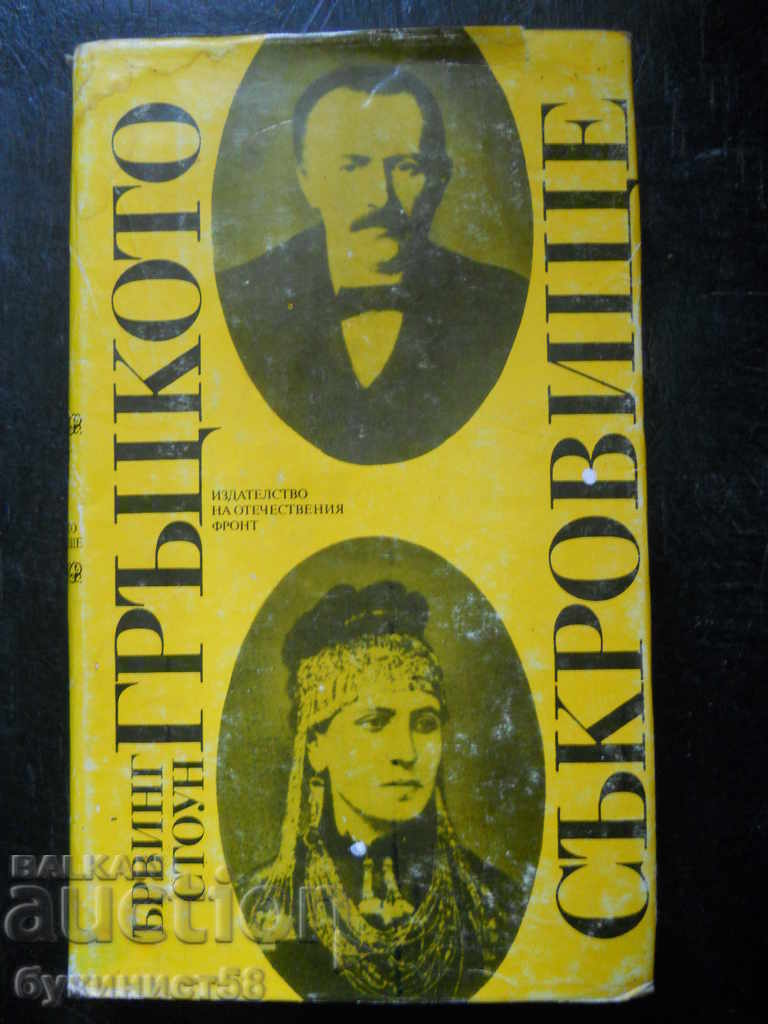 ЪРВИНГ
СТОУН
ГРЪЦКОТО
СЪКРОВИЩЕ
ИЗДАТЕЛСТВО
НА ОТЕЧЕСТВЕНИЯ
ФРОНТ
BALKAN
auction
букинист58